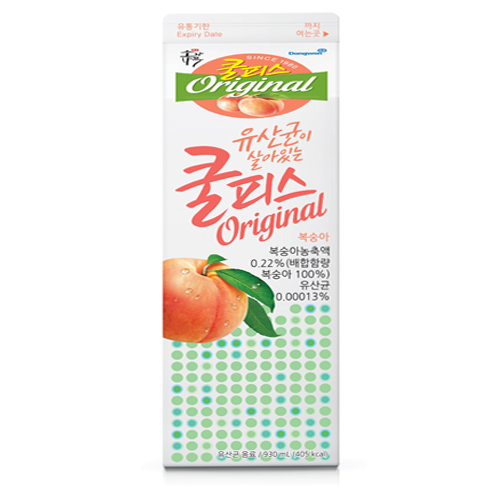 유통기한
Expiry Date
까지
여는곳▶
Dongwon
SINCE 1980
쿨피스
Original
유산균이
살아있는
쿨피스
Original
복숭아
복숭아농축액
0.22%(배합함량
복숭아 100%)
유산균
0.00013%
유산균 음료 / 930 mL / 405 kcal